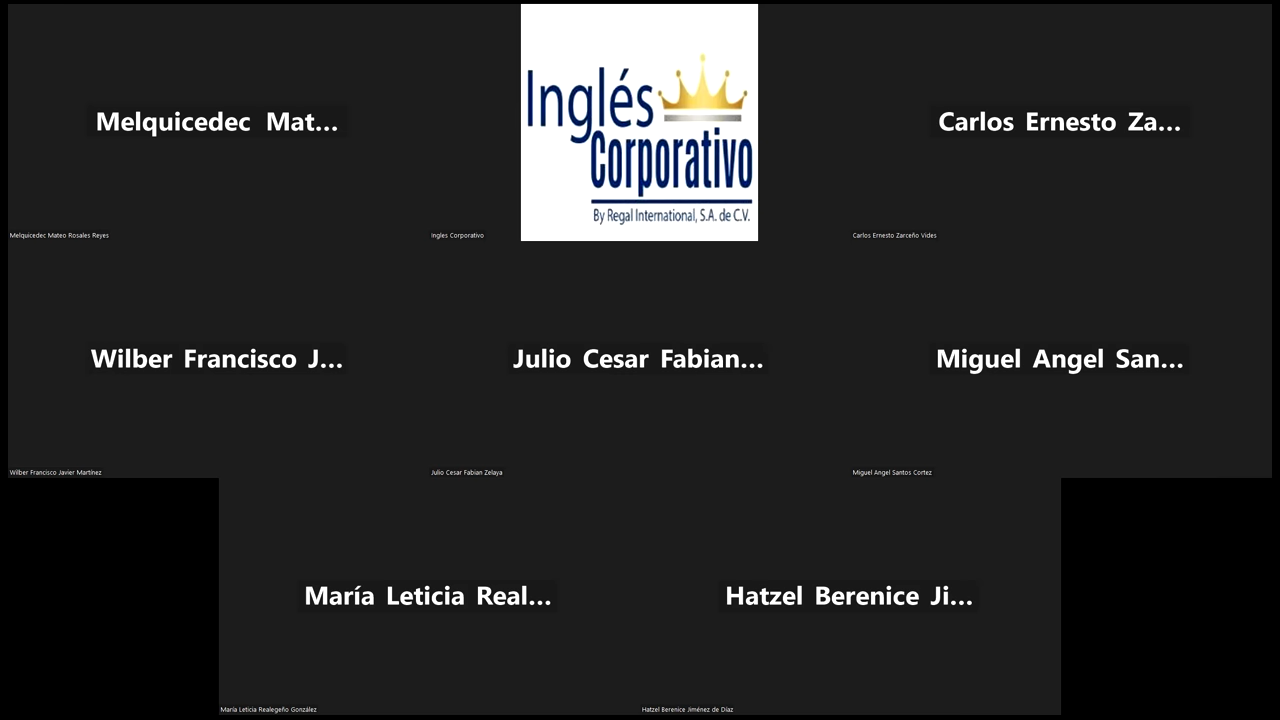 Melquicedec Mat...
Melquicedec Mateo Rosales Reyes
Inglés
Corporativo
By Regal International, S.A. de C.V.
Ingles Corporativo
Carlos Ernesto Za...
Carlos Ernesto Zarceño Vides
Wilber Francisco J...
Wilber Francisco Javier Martínez
Julio Cesar Fabian...
Julio Cesar Fabian Zelaya
Miguel Angel San...
Miguel Angel Santos Cortez
María Leticia Real...
María Leticia Realegeño González
Hatzel Berenice Ji...
Hatzel Berenice Jiménez de Díaz